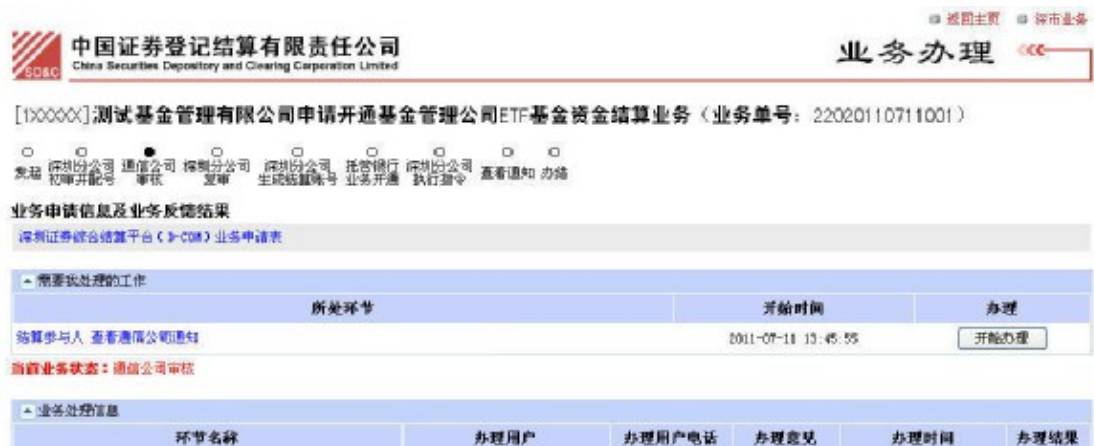 返回主页 深市业务
SD&C 中国证券登记结算有限责任公司
China Securities Depository and Clearing Corporation Limited
业务办理
[1XXXXX]测试基金管理有限公司申请开通基金管理公司ETF基金资金结算业务（业务单号：22020110711001）
发起 深圳分公司初审并配号 通信公司审核 深圳分公司复审 深圳分公司生成结算账号 托管银行业务开通 深圳分公司执行指令 查看通知 办结
业务申请信息及业务反馈结果
深圳证券综合结算平台(D-COM)业务申请表
需要我处理的工作
所处环节 开始时间 办理
结算参与人 查看通信公司通知 2011-07-11 13:45:55 开始办理
当前业务状态：通信公司审核
业务处理信息
环节名称 办理用户 办理用户电话 办理意见 办理时间 办理结果